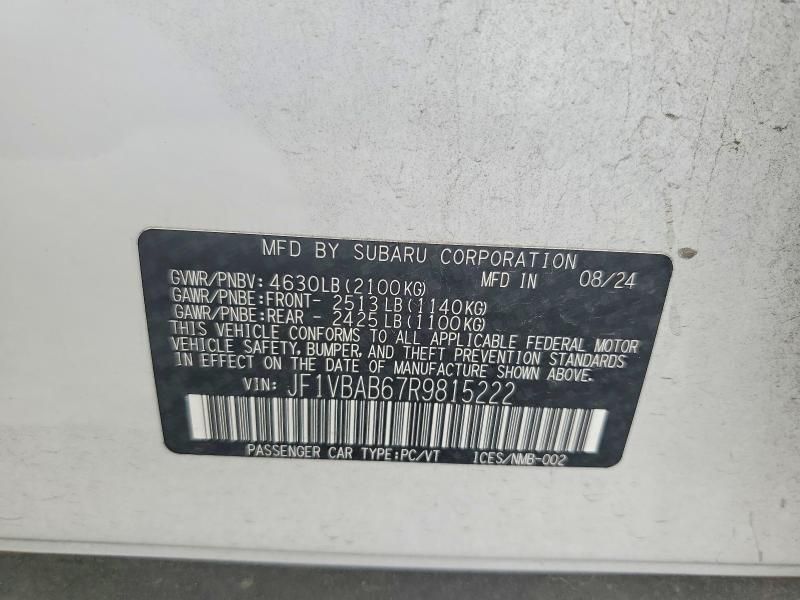 MFD BY SUBARU CORPORATION
GVWR/PNBV: 4630LB(2100KG) MFD IN 08/24
GAWR/PNBE:FRONT- 2513LB(1140KG)
GAWR/PNBE:REAR - 2425LB(1100KG)
THIS VEHICLE CONFORMS TO ALL APPLICABLE FEDERAL MOTOR
VEHICLE SAFETY, BUMPER, AND THEFT PREVENTION STANDARDS
IN EFFECT ON THE DATE OF MANUFACTURE SHOWN ABOVE.
VIN: JF1VBAB67R9815222
PASSENGER CAR TYPE:PC/VT 1CES/NMB-002